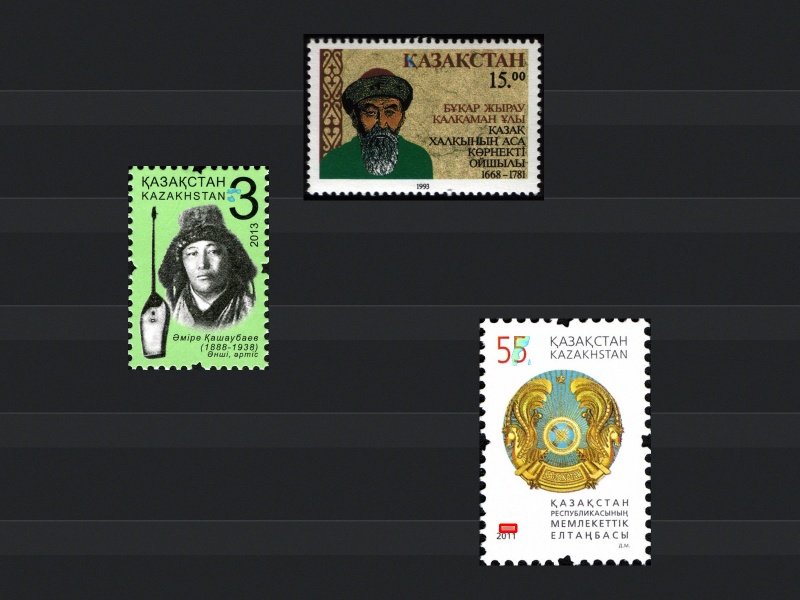 ҚАЗАҚСТАН
15.00
БҰҚАР ЖЫРАУ
ҚАЛҚАМАН ҰЛЫ
ҚАЗАҚ
ХАЛҚЫНЫҢ АСА
КӨРНЕКТІ
ОЙШЫЛЫ
1668–1781
1993
ҚАЗАҚСТАН
KAZAKHSTAN
3
2013
Әміре Қашаубаев
(1888-1938)
Әнші, әртіс
55
ҚАЗАҚСТАН
KAZAKHSTAN
ҚАЗАҚСТАН
РЕСПУБЛИКАСЫНЫҢ
МЕМЛЕКЕТТІК
ЕЛТАҢБАСЫ
Д.М.
2011